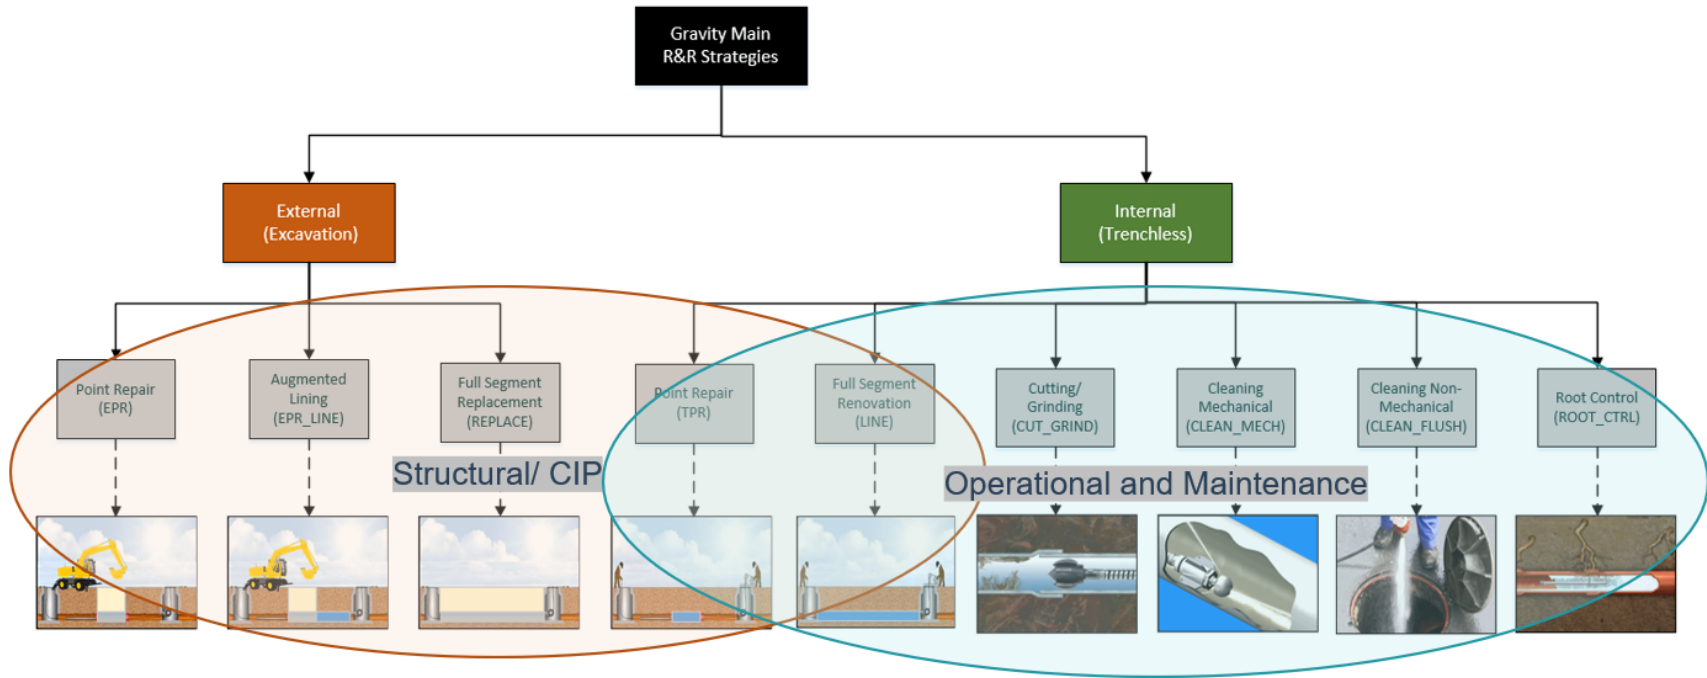 Gravity Main
R&R Strategies
External
(Excavation)
Internal
(Trenchless)
Point Repair
(EPR)
Augmented
Lining
(EPR_LINE)
Full Segment
Replacement
(REPLACE)
Point Repair
(TPR)
Full Segment
Renovation
(LINE)
Cutting/
Grinding
(CUT_GRIND)
Cleaning
Mechanical
(CLEAN_MECH)
Cleaning Non-
Mechanical
(CLEAN_FLUSH)
Root Control
(ROOT_CTRL)
Structural/ CIP
Operational and Maintenance